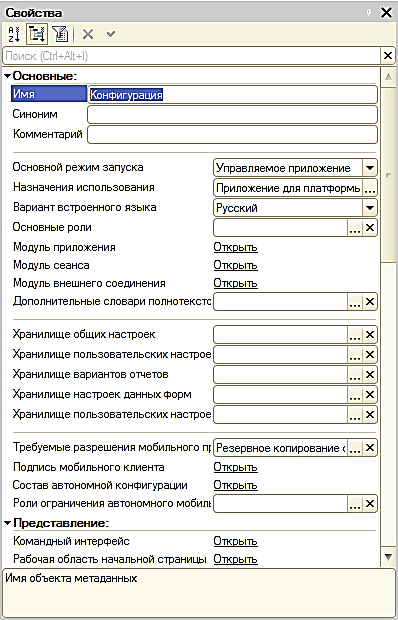 Свойства
Поиск (Ctrl+Alt+I)
Основные:
Имя Конфигурация
Синоним
Комментарий
Основной режим запуска Управляемое приложение
Назначения использования Приложение для платформы ...
Вариант встроенного языка Русский
Основные роли ...
Модуль приложения Открыть
Модуль сеанса Открыть
Модуль внешнего соединения Открыть
Дополнительные словари полнотексто ...
Хранилище общих настроек ...
Хранилище пользовательских настрое ...
Хранилище вариантов отчетов ...
Хранилище настроек данных форм ...
Хранилище пользовательских настрое ...
Требуемые разрешения мобильного пр Резервное копирование с ...
Подпись мобильного клиента Открыть
Состав автономной конфигурации Открыть
Роли ограничения автономного мобиль ...
Представление:
Командный интерфейс Открыть
Рабочая область начальной страницы Открыть
Имя объекта метаданных